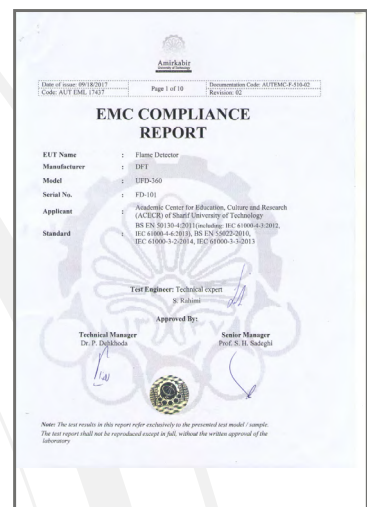 Amirkabir
University of Technology
Date of issue: 09/18/2017
Code: AUT EML 17437
Page 1 of 10
Documentation Code: AUTEMC-F-510-02
Revision: 02
EMC COMPLIANCE
REPORT
EUT Name : Flame Detector
Manufacturer : DFT
Model : UFD-360
Serial No. : FD-101
Applicant : Academic Center for Education, Culture and Research
(ACECR) of Sharif University of Technology
Standard : BS EN 50130-4:2011(including: IEC 61000-4-3:2012,
IEC 61000-4-6:2013), BS EN 55022-2010,
IEC 61000-3-2:2014, IEC 61000-3-3-2013
Test Engineer: Technical expert
S. Rahimi
Approved By:
Technical Manager
Dr. P. Dehkhoda
Senior Manager
Prof. S. H. Sadeghi
Note: The test results in this report refer exclusively to the presented test model / sample.
The test report shall not be reproduced except in full, without the written approval of the
laboratory